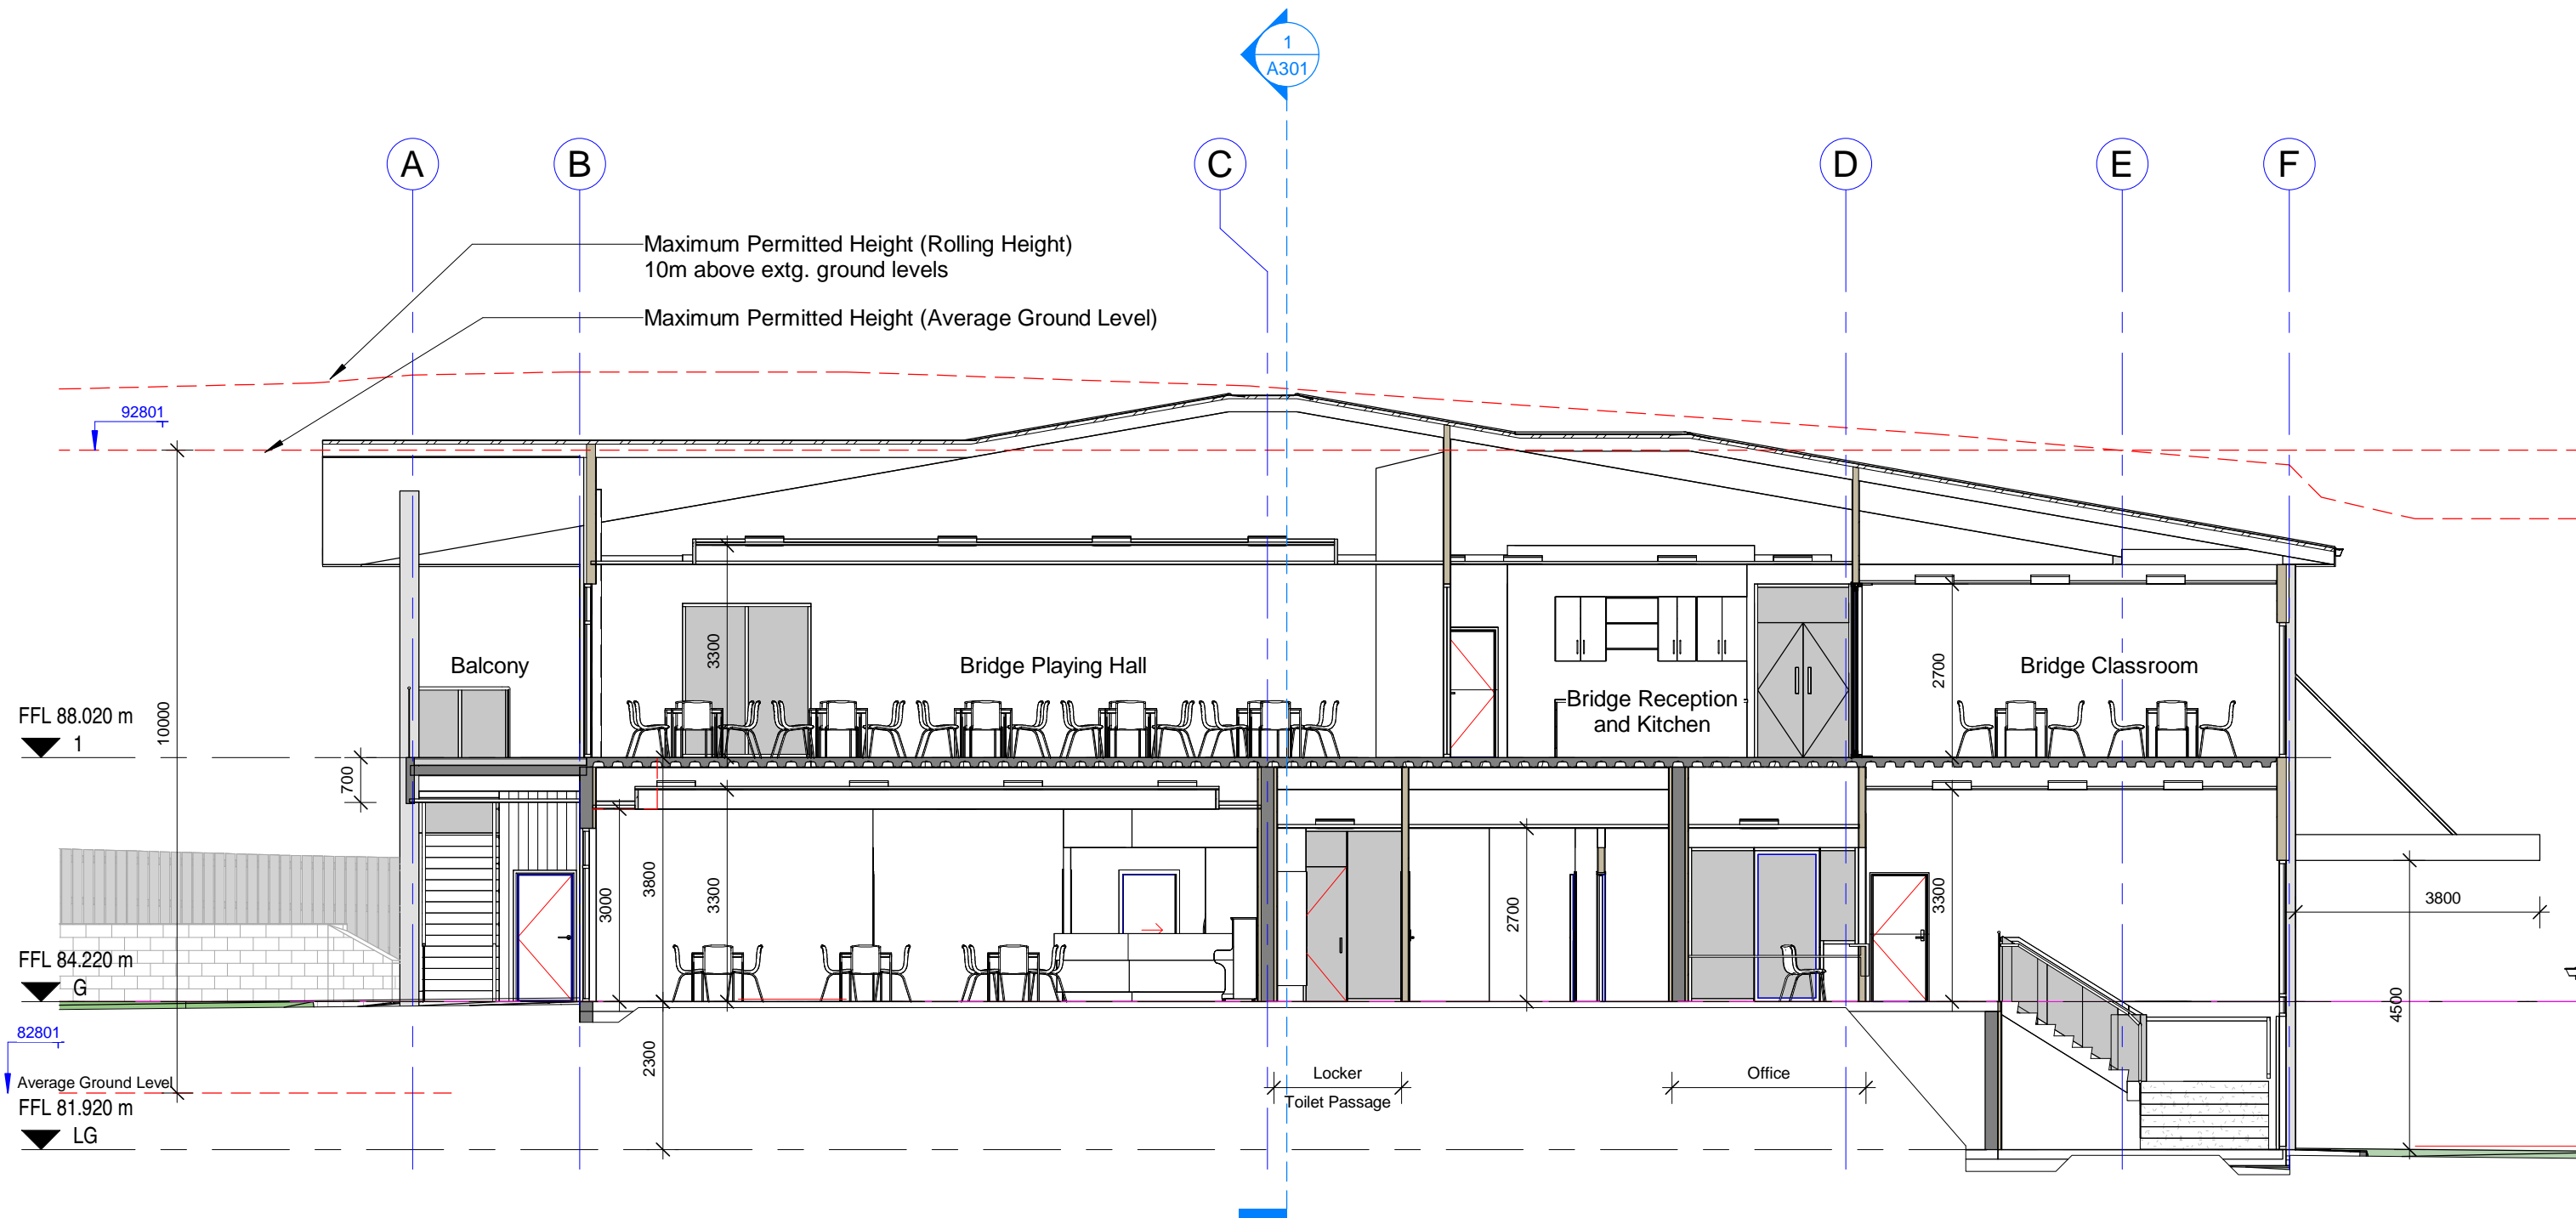 1
A301
A
B
C
D
E
F
Maximum Permitted Height (Rolling Height)
10m above extg. ground levels
Maximum Permitted Height (Average Ground Level)
92801
10000
3300
Balcony
Bridge Playing Hall
Bridge Reception
and Kitchen
2700
Bridge Classroom
FFL 88.020 m
1
700
3000
3800
3300
2700
3300
3800
4500
FFL 84.220 m
G
82801
2300
Average Ground Level
FFL 81.920 m
LG
Locker
Toilet Passage
Office